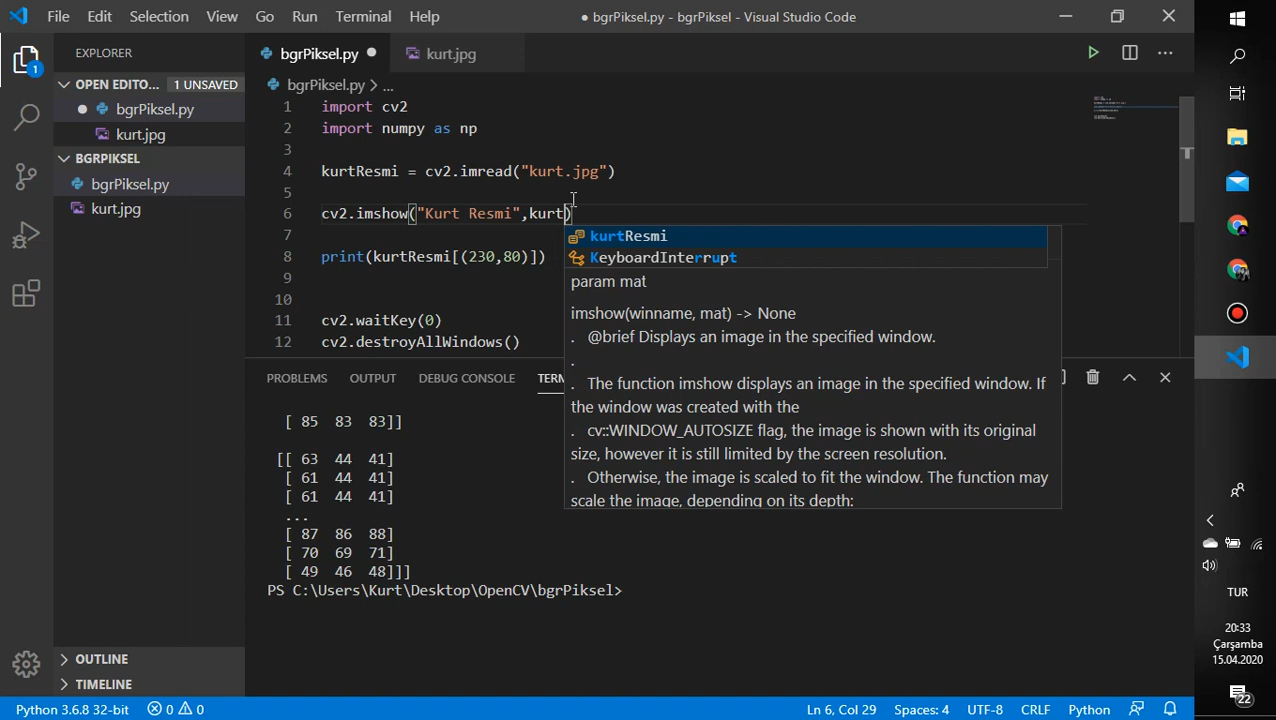 File Edit Selection View Go Run Terminal Help
● bgrPiksel.py - bgrPiksel - Visual Studio Code
EXPLORER
OPEN EDITO... 1 UNSAVED
bgrPiksel.py
kurt.jpg
BGRPIKSEL
bgrPiksel.py
kurt.jpg
OUTLINE
TIMELINE
1
bgrPiksel.py
kurt.jpg
bgrPiksel.py > ...
1 import cv2
2 import numpy as np
3
4 kurtResmi = cv2.imread("kurt.jpg")
5
6 cv2.imshow("Kurt Resmi",kurt)
7
8 print(kurtResmi[(230,80)])
9
10
11 cv2.waitKey(0)
12 cv2.destroyAllWindows()
kurtResmi
KeyboardInterrupt
param mat
imshow(winname, mat) -> None
. @brief Displays an image in the specified window.
.
. The function imshow displays an image in the specified window. If
the window was created with the
. cv::WINDOW_AUTOSIZE flag, the image is shown with its original
size, however it is still limited by the screen resolution.
. Otherwise, the image is scaled to fit the window. The function may
scale the image, depending on its depth:
PROBLEMS OUTPUT DEBUG CONSOLE TERM
[ 85 83 83]]
[[ 63 44 41]
[ 61 44 41]
[ 61 44 41]
...
[ 87 86 88]
[ 70 69 71]
[ 49 46 48]]]
PS C:\Users\Kurt\Desktop\OpenCV\bgrPiksel>
Python 3.6.8 32-bit 0 0
Ln 6, Col 29 Spaces: 4 UTF-8 CRLF Python
TUR
20:33
Çarşamba
15.04.2020
22